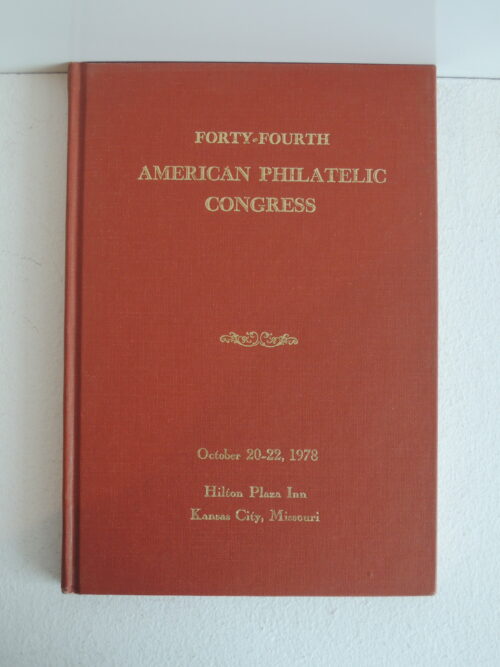 FORTY-FOURTH
AMERICAN PHILATELIC
CONGRESS
October 20-22, 1978
Hilton Plaza Inn
Kansas City, Missouri